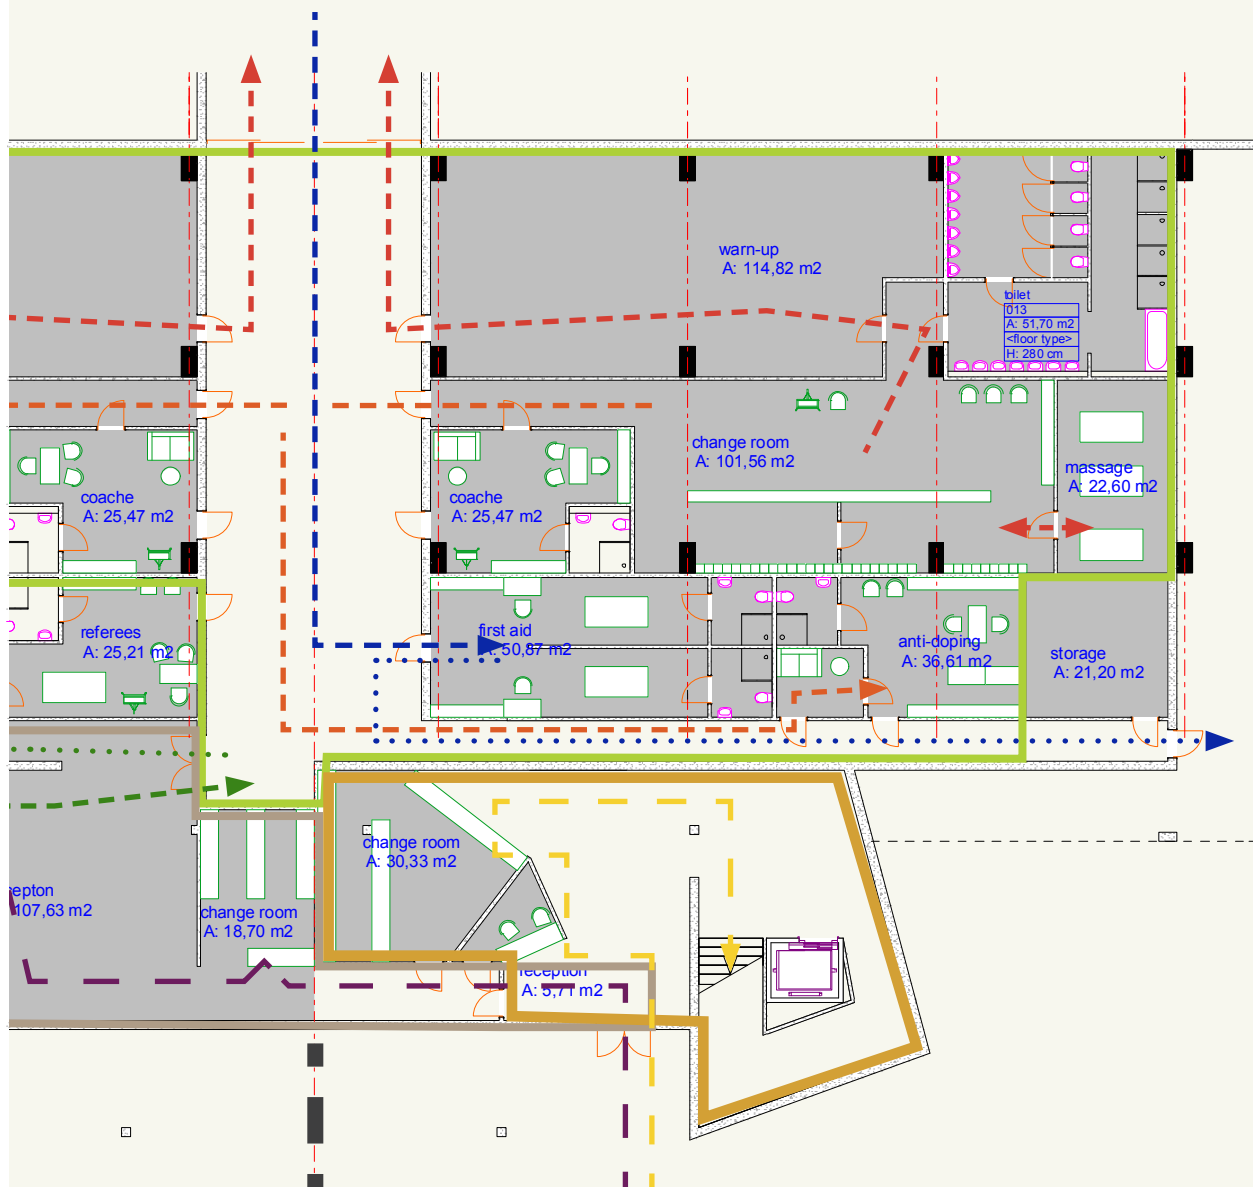 warn-up
A: 114,82 m2
toilet
013
A: 51,70 m2
<floor type>
H: 280 cm
change room
A: 101,56 m2
massage
A: 22,60 m2
coache
A: 25,47 m2
coache
A: 25,47 m2
referees
A: 25,21 m2
first aid
A: 50,87 m2
anti-doping
A: 36,61 m2
storage
A: 21,20 m2
change room
A: 30,33 m2
epton
107,63 m2
change room
A: 18,70 m2
reception
A: 5,71 m2